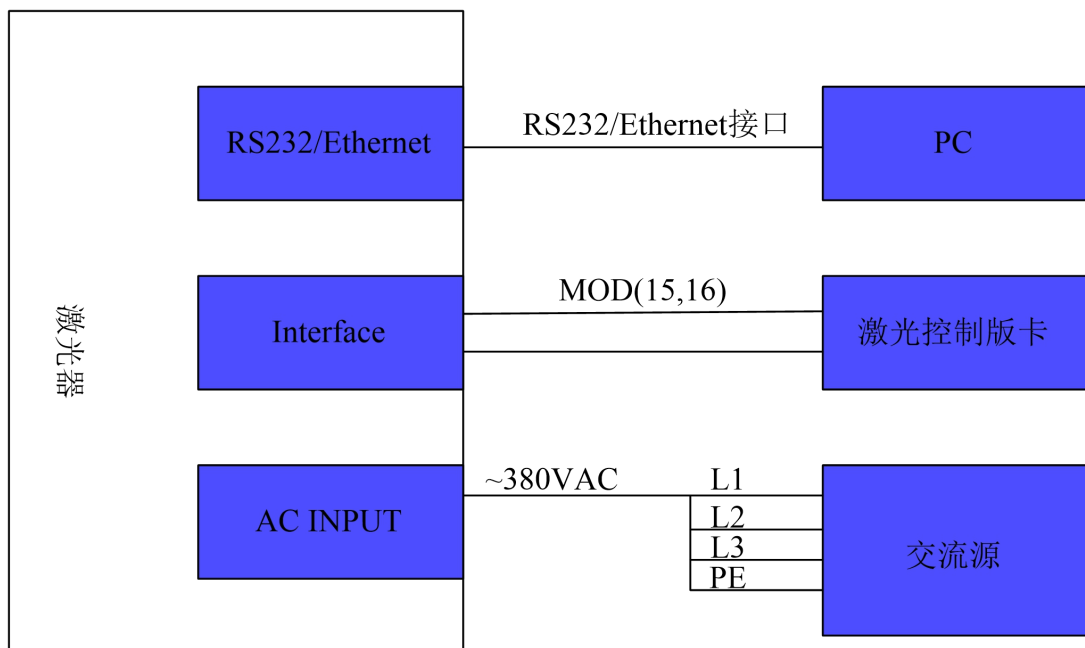 RS232/Ethernet
RS232/Ethernet接口
PC
激光器
Interface
MOD(15,16)
激光控制版卡
AC INPUT
~380VAC
L1
L2
L3
PE
交流源